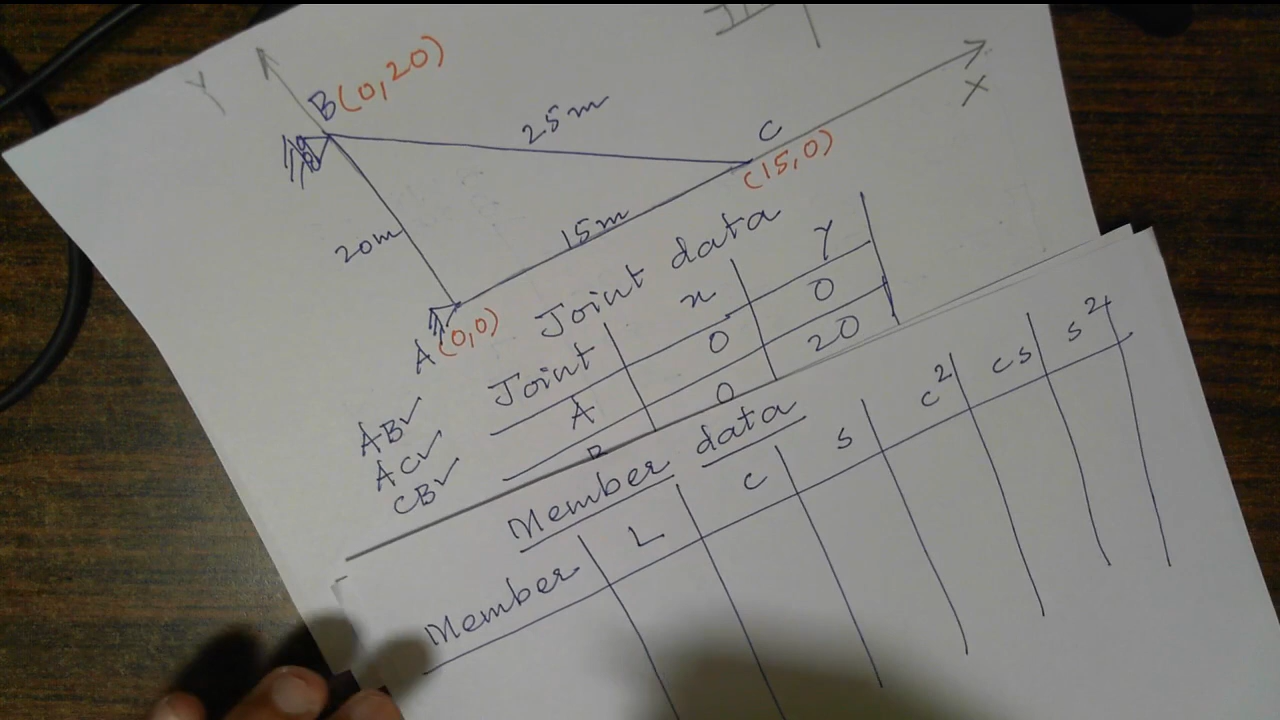 Y
B(0,20)
25m
C
X
(15,0)
20m
15m
A(0,0)
AB✓
AC✓
CB✓
Joint data
Joint x Y
A 0 0
B 0 20
Member data
Member L c s c² cs s²